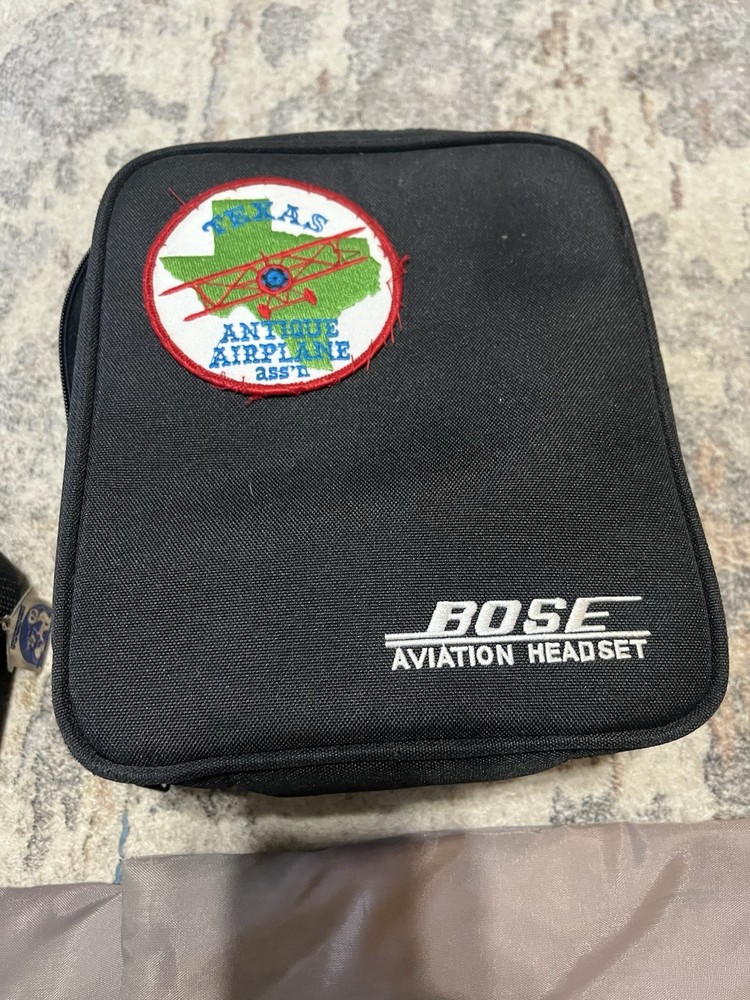 TEXAS
ANTIQUE
AIRPLANE
ass'n
BOSE
AVIATION HEADSET